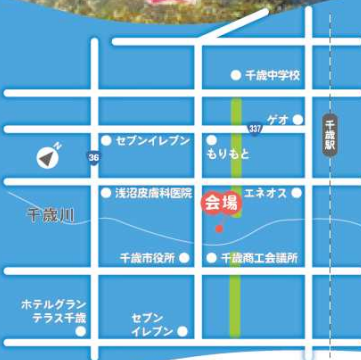 千歳中学校
ゲオ
337
千歳駅
セブンイレブン
もりもと
N
36
浅沼皮膚科医院
会場
エネオス
千歳川
千歳市役所
千歳商工会議所
ホテルグラン
テラス千歳
セブン
イレブン